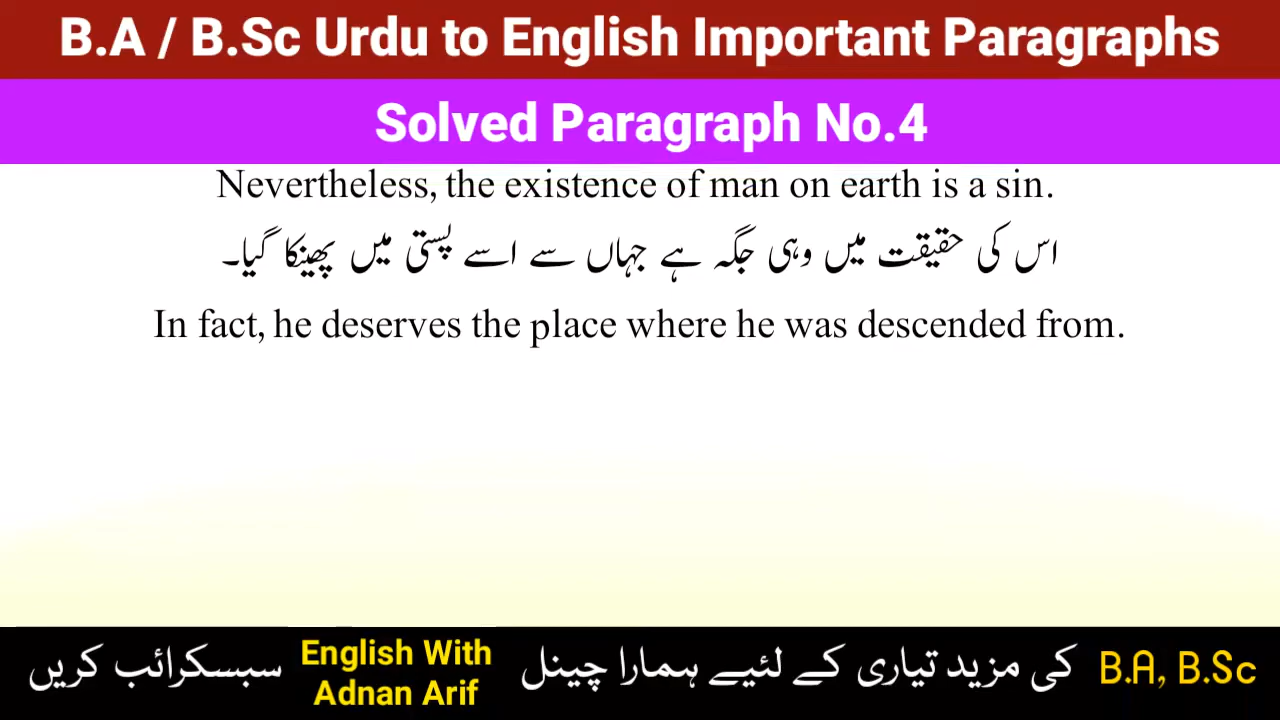 B.A / B.Sc Urdu to English Important Paragraphs
Solved Paragraph No.4
Nevertheless, the existence of man on earth is a sin.
اس کی حقیقت میں وہی جگہ ہے جہاں سے اسے پستی میں پھینکا گیا۔
In fact, he deserves the place where he was descended from.
B.A, B.Sc کی مزید تیاری کے لئیے ہمارا چینل English With Adnan Arif سبسکرائب کریں